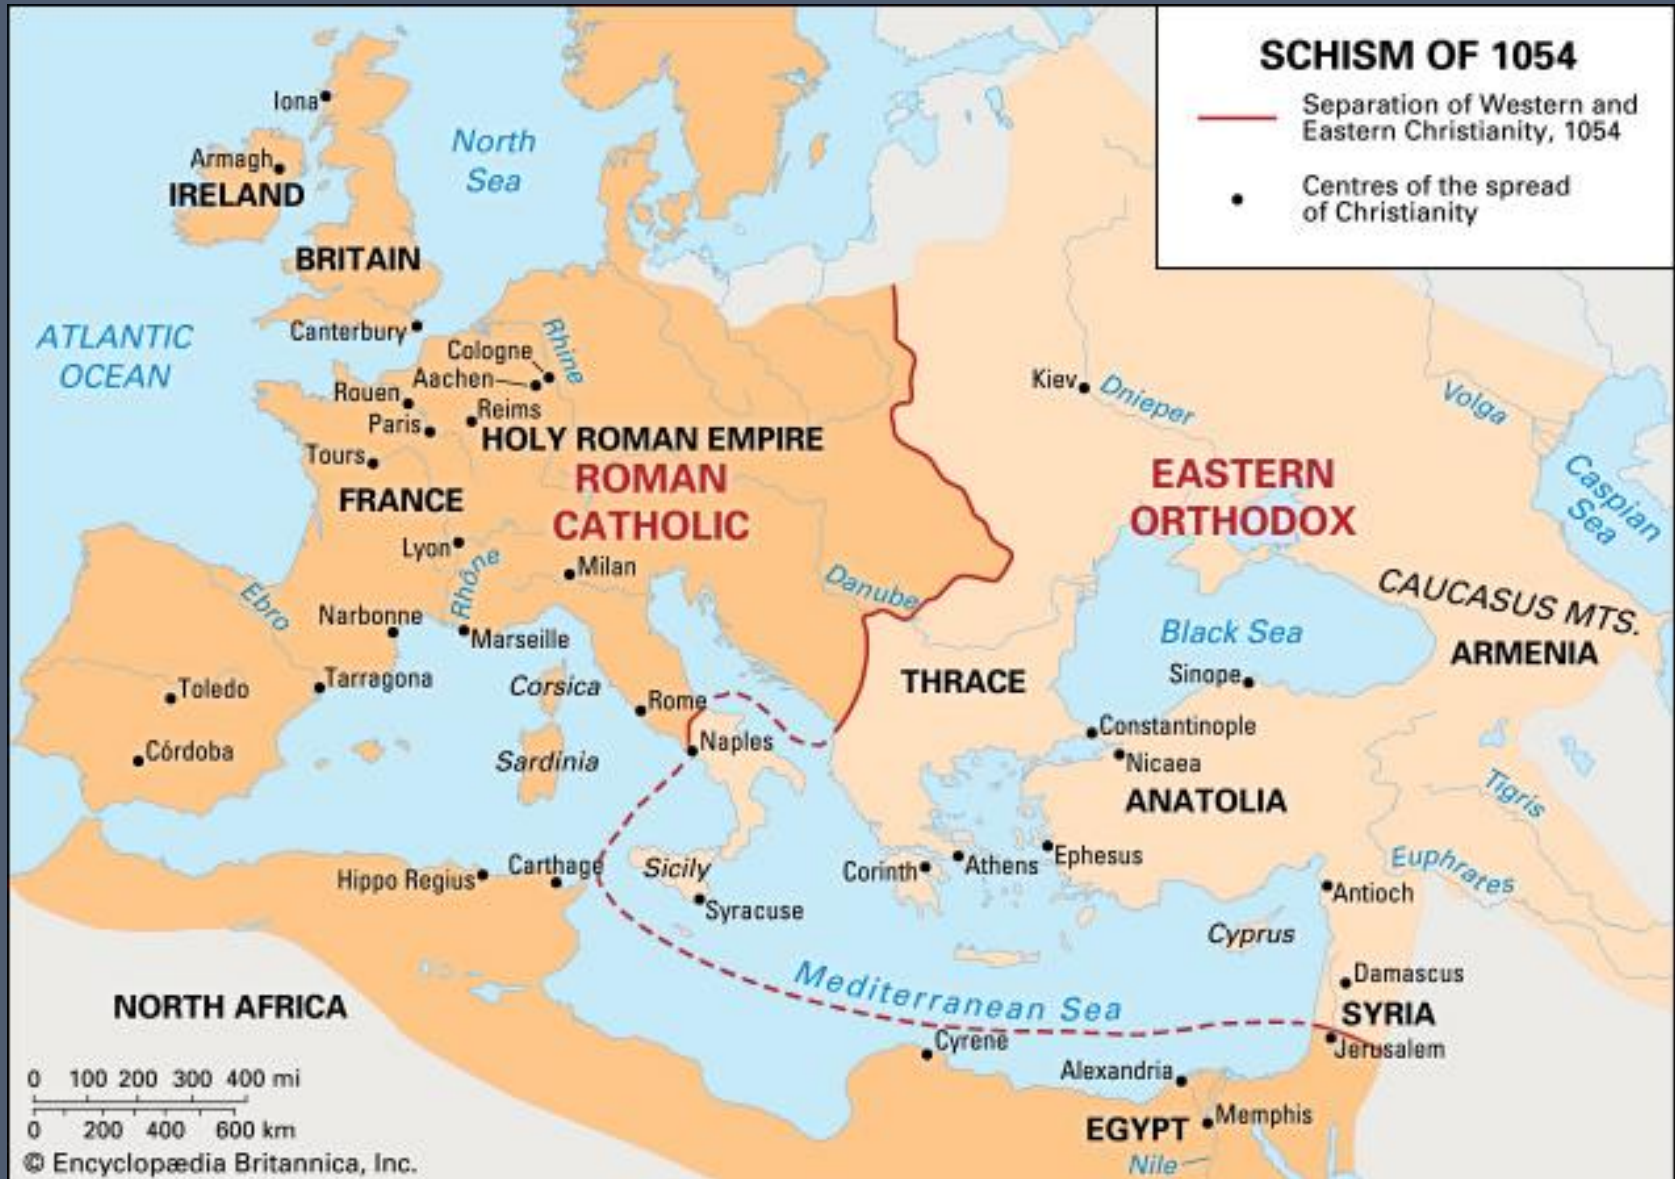 SCHISM OF 1054
Separation of Western and
Eastern Christianity, 1054
Centres of the spread
of Christianity
Iona
Armagh
IRELAND
North
Sea
BRITAIN
ATLANTIC
OCEAN
Canterbury
Cologne
Rhine
Aachen
Rouen
Reims
Paris
HOLY ROMAN EMPIRE
Tours
ROMAN
CATHOLIC
FRANCE
Lyon
Rhône
Milan
Danube
Kiev
Dnieper
Volga
EASTERN
ORTHODOX
Caspian
Sea
CAUCASUS MTS.
ARMENIA
Black Sea
Sinope
THRACE
Ebro
Narbonne
Marseille
Toledo
Tarragona
Corsica
Rome
Córdoba
Sardinia
Naples
Constantinople
Nicaea
ANATOLIA
Tigris
Euphrates
Hippo Regius
Carthage
Sicily
Syracuse
Corinth
Athens
Ephesus
Antioch
Cyprus
Damascus
SYRIA
Jerusalem
Mediterranean Sea
NORTH AFRICA
Cyrene
Alexandria
EGYPT
Memphis
Nile
0 100 200 300 400 mi
0 200 400 600 km
© Encyclopædia Britannica, Inc.